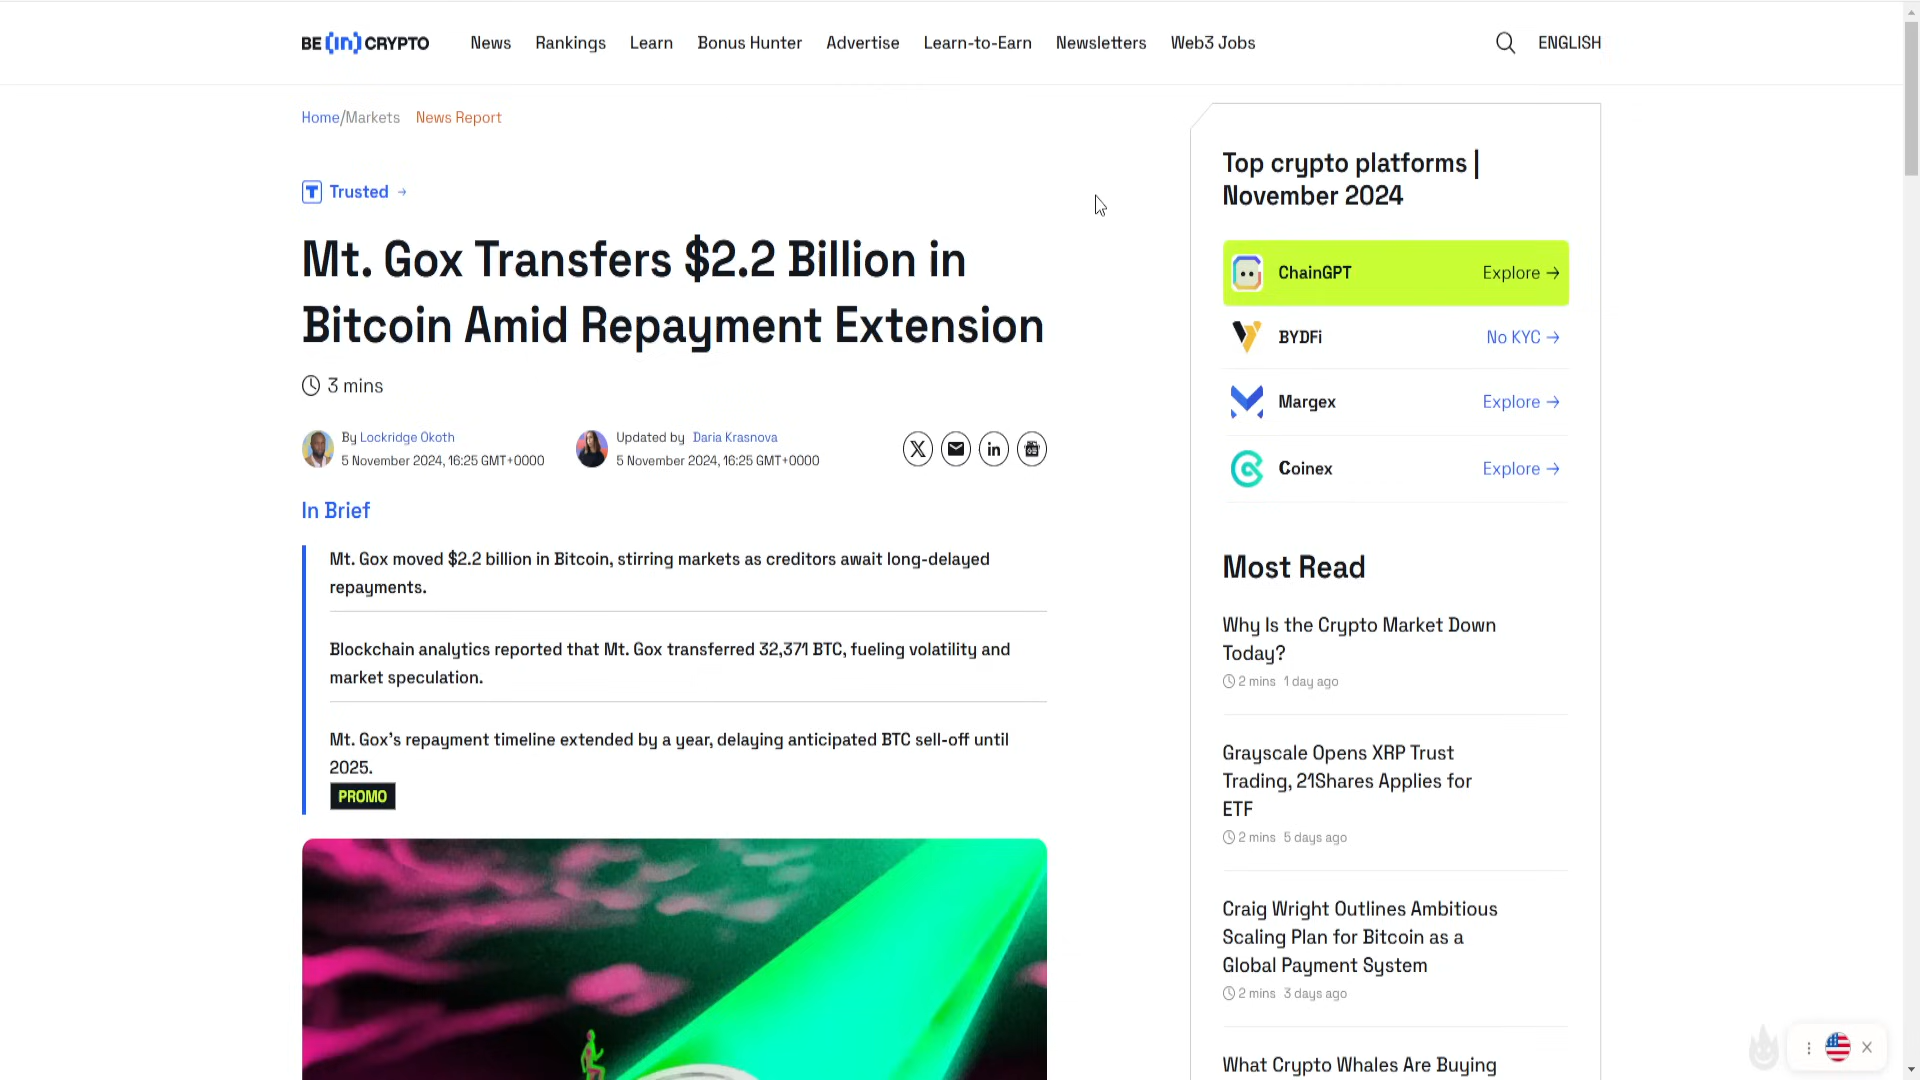 BE [in] CRYPTO News Rankings Learn Bonus Hunter Advertise Learn-to-Earn Newsletters Web3 Jobs ENGLISH
Home/Markets News Report
T Trusted →
Mt. Gox Transfers $2.2 Billion in
Bitcoin Amid Repayment Extension
3 mins
By Lockridge Okoth
5 November 2024, 16:25 GMT+0000
Updated by Daria Krasnova
5 November 2024, 16:25 GMT+0000
In Brief
Mt. Gox moved $2.2 billion in Bitcoin, stirring markets as creditors await long-delayed
repayments.
Blockchain analytics reported that Mt. Gox transferred 32,371 BTC, fueling volatility and
market speculation.
Mt. Gox's repayment timeline extended by a year, delaying anticipated BTC sell-off until
2025.
PROMO
Top crypto platforms |
November 2024
ChainGPT Explore →
BYDFi No KYC →
Margex Explore →
Coinex Explore →
Most Read
Why Is the Crypto Market Down
Today?
2 mins 1 day ago
Grayscale Opens XRP Trust
Trading, 21Shares Applies for
ETF
2 mins 5 days ago
Craig Wright Outlines Ambitious
Scaling Plan for Bitcoin as a
Global Payment System
2 mins 3 days ago
What Crypto Whales Are Buying